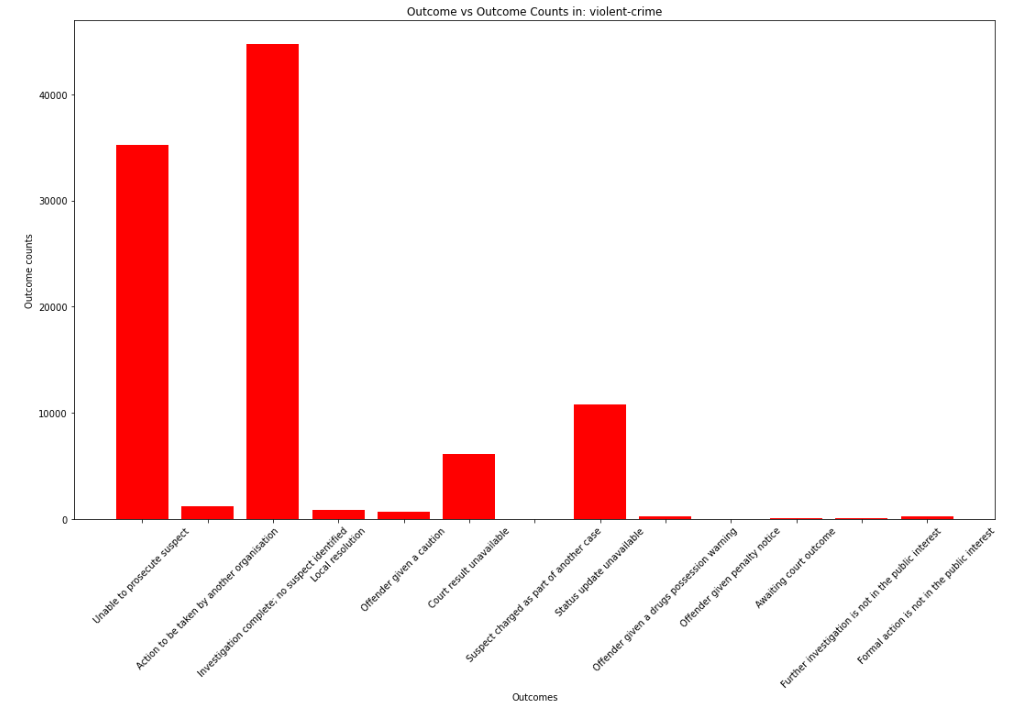 Outcome vs Outcome Counts in: violent-crime
Outcome counts
40000
30000
20000
10000
0
Unable to prosecute suspect
Action to be taken by another organisation
Investigation complete; no suspect identified
Local resolution
Offender given a caution
Court result unavailable
Suspect charged as part of another case
Status update unavailable
Offender given a drugs possession warning
Offender given penalty notice
Awaiting court outcome
Further investigation is not in the public interest
Formal action is not in the public interest
Outcomes